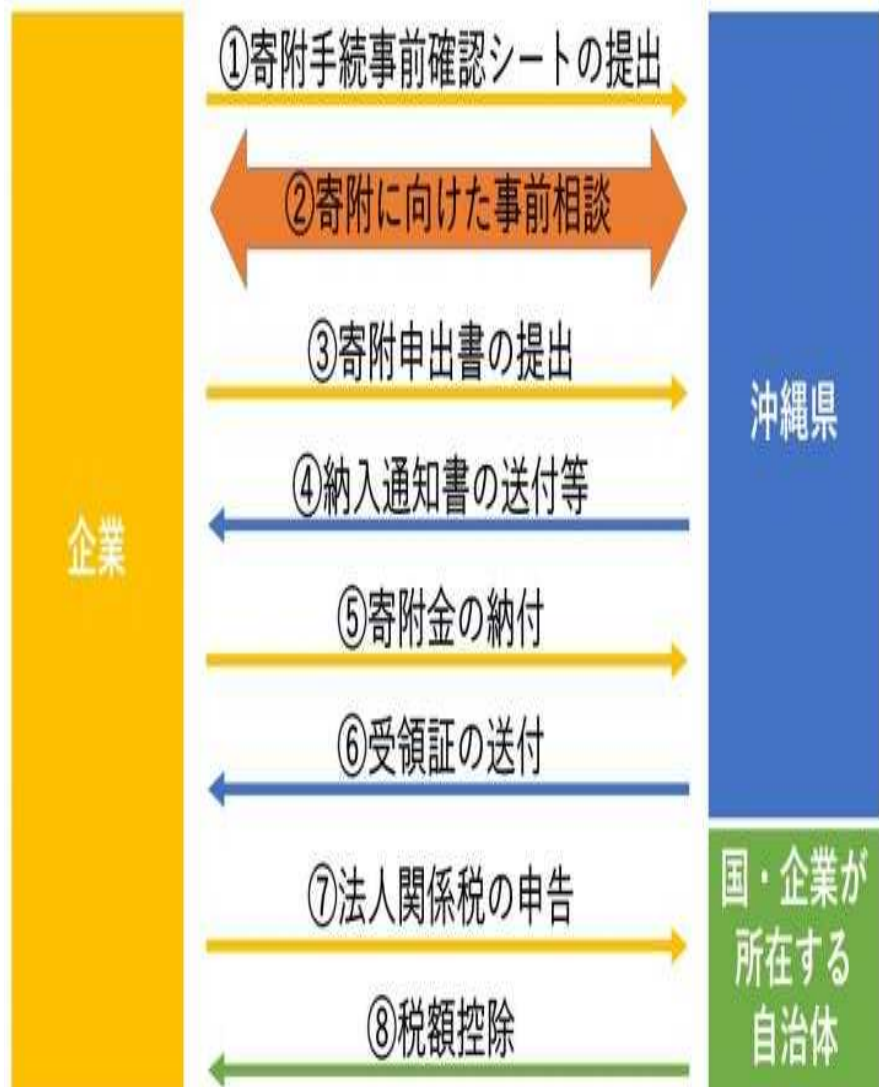 ①寄附手続事前確認シートの提出
②寄附に向けた事前相談
③寄附申出書の提出
沖縄県
④納入通知書の送付等
企業
⑤寄附金の納付
⑥受領証の送付
⑦法人関係税の申告
国・企業が
所在する
自治体
⑧税額控除